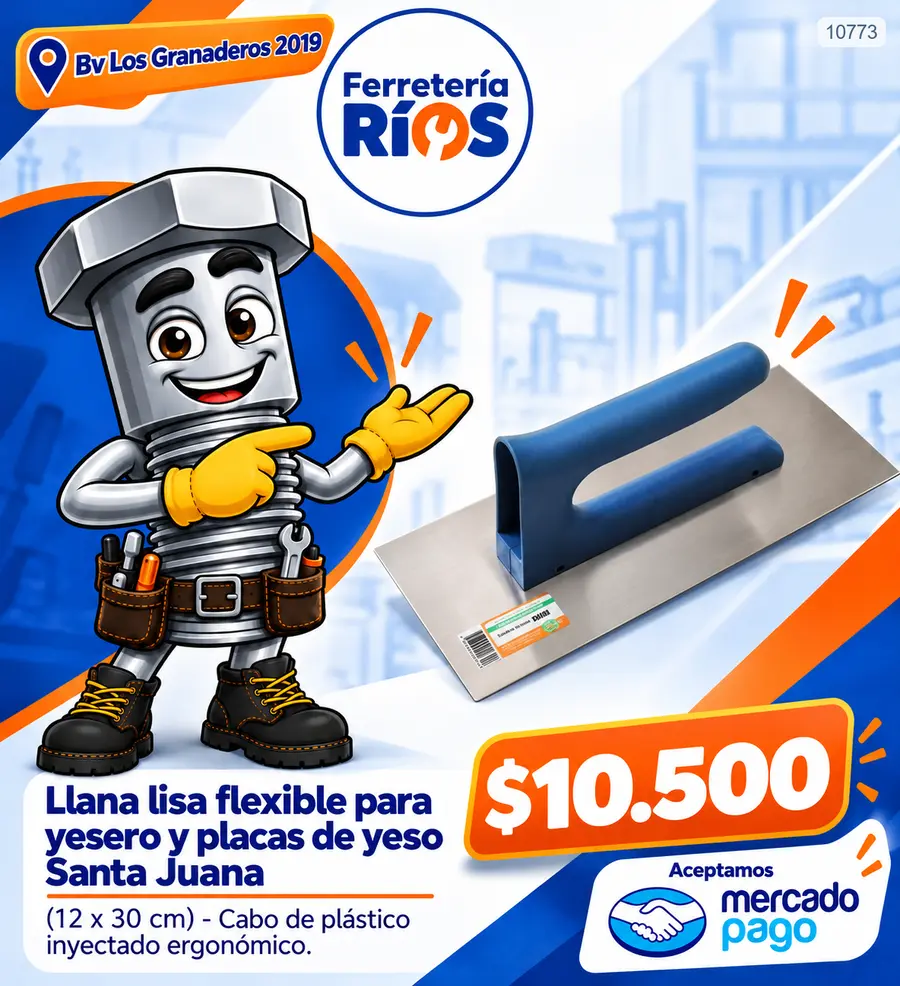 Bv Los Granaderos 2019
Ferretería
RÍOS
10773
Llana lisa flexible para
yesero y placas de yeso
Santa Juana
(12 x 30 cm) - Cabo de plástico
inyectado ergonómico.
$10.500
Aceptamos
mercado
pago